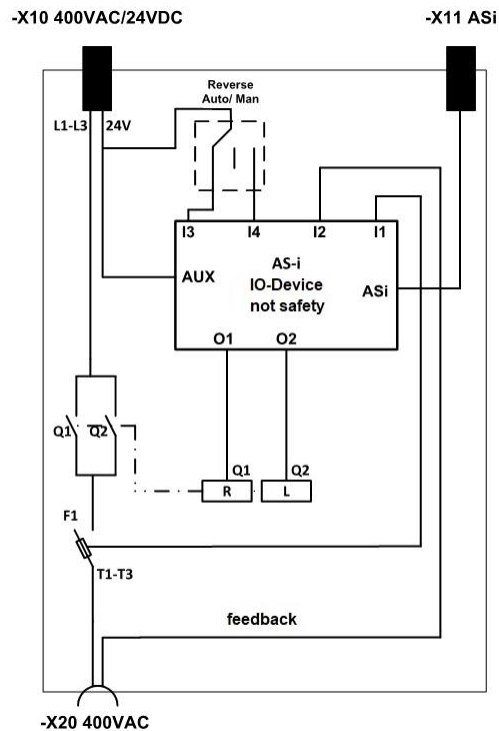 -X10 400VAC/24VDC
-X11 ASi
Reverse
Auto/ Man
L1-L3
24V
I3
I4
I2
I1
AS-i
IO-Device
not safety
AUX
ASi
O1
O2
Q1
Q2
Q1
Q2
R
L
F1
T1-T3
feedback
-X20 400VAC